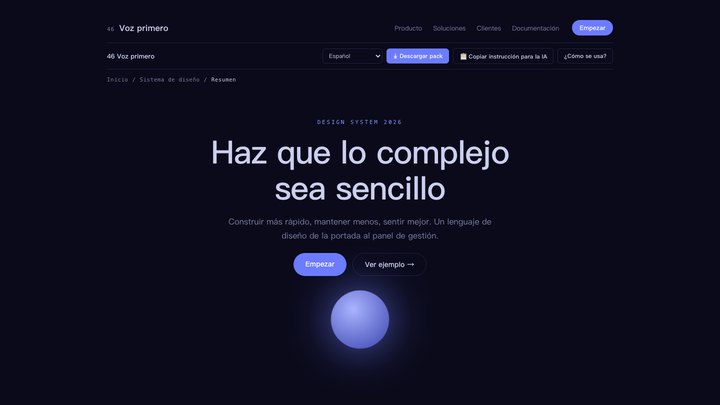 46 Voz primero
Producto Soluciones Clientes Documentación Empezar
46 Voz primero
Español Descargar pack Copiar instrucción para la IA ¿Cómo se usa?
Inicio / Sistema de diseño / Resumen
DESIGN SYSTEM 2026
Haz que lo complejo
sea sencillo
Construir más rápido, mantener menos, sentir mejor. Un lenguaje de
diseño de la portada al panel de gestión.
Empezar Ver ejemplo →